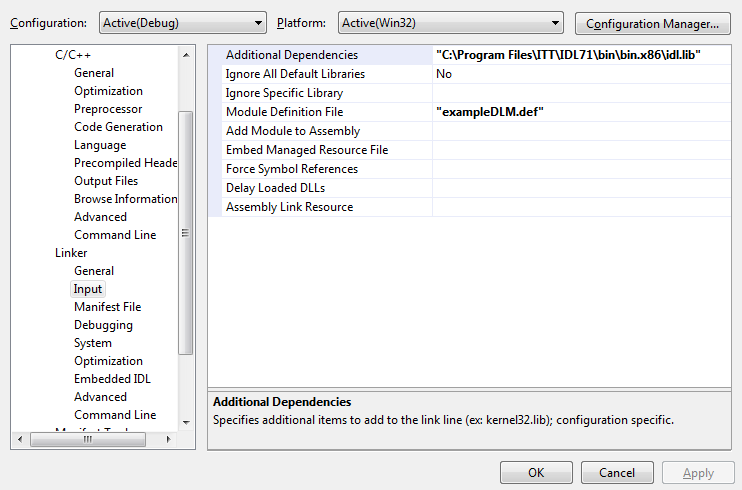 Configuration: Active(Debug) Platform: Active(Win32) Configuration Manager...
C/C++
General
Optimization
Preprocessor
Code Generation
Language
Precompiled Heade
Output Files
Browse Information
Advanced
Command Line
Linker
General
Input
Manifest File
Debugging
System
Optimization
Embedded IDL
Advanced
Command Line
Additional Dependencies "C:\Program Files\ITT\IDL71\bin\bin.x86\idl.lib"
Ignore All Default Libraries No
Ignore Specific Library
Module Definition File "exampleDLM.def"
Add Module to Assembly
Embed Managed Resource File
Force Symbol References
Delay Loaded DLLs
Assembly Link Resource
Additional Dependencies
Specifies additional items to add to the link line (ex: kernel32.lib); configuration specific.
OK Cancel Apply